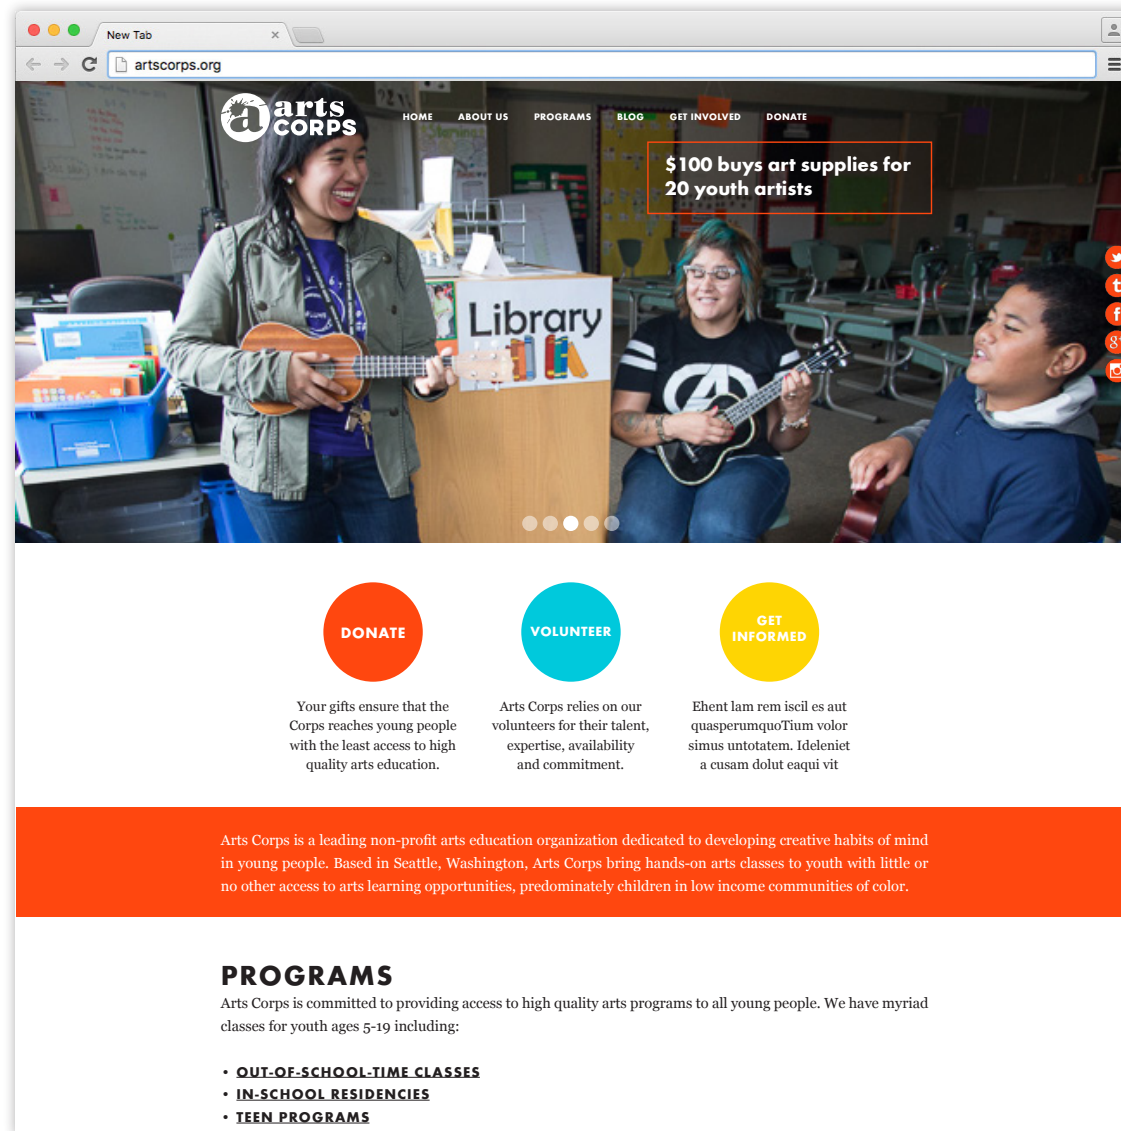 New Tab
artscorps.org
arts
CORPS
HOME ABOUT US PROGRAMS BLOG GET INVOLVED DONATE
$100 buys art supplies for
20 youth artists
Library
DONATE
VOLUNTEER
GET
INFORMED
Your gifts ensure that the
Corps reaches young people
with the least access to high
quality arts education.
Arts Corps relies on our
volunteers for their talent,
expertise, availability
and commitment.
Ehent lam rem iscil es aut
quasperumquoTium volor
simus untotatem. Ideleniet
a cusam dolut eaqui vit
Arts Corps is a leading non-profit arts education organization dedicated to developing creative habits of mind
in young people. Based in Seattle, Washington, Arts Corps bring hands-on arts classes to youth with little or
no other access to arts learning opportunities, predominately children in low income communities of color.
PROGRAMS
Arts Corps is committed to providing access to high quality arts programs to all young people. We have myriad
classes for youth ages 5-19 including:
• OUT-OF-SCHOOL-TIME CLASSES
• IN-SCHOOL RESIDENCIES
• TEEN PROGRAMS